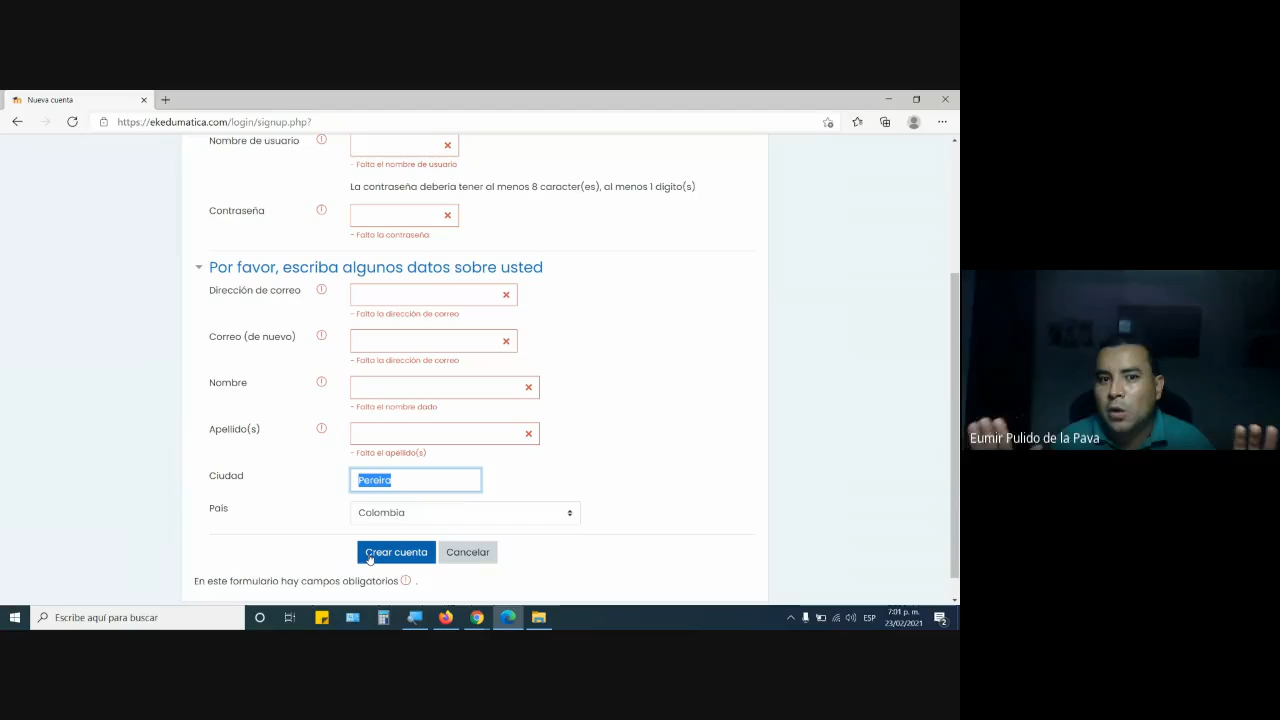 Nueva cuenta
https://ekedumatica.com/login/signup.php?
Nombre de usuario
- Falta el nombre de usuario
La contraseña debería tener al menos 8 caracter(es), al menos 1 dígito(s)
Contraseña
- Falta la contraseña
Por favor, escriba algunos datos sobre usted
Dirección de correo
- Falta la dirección de correo
Correo (de nuevo)
- Falta la dirección de correo
Nombre
- Falta el nombre dado
Apellido(s)
- Falta el apellido(s)
Ciudad
Pereira
País
Colombia
Crear cuenta
Cancelar
En este formulario hay campos obligatorios .
Eumir Pulido de la Pava
Escribe aquí para buscar
ESP
7:01 p. m.
23/02/2021
2